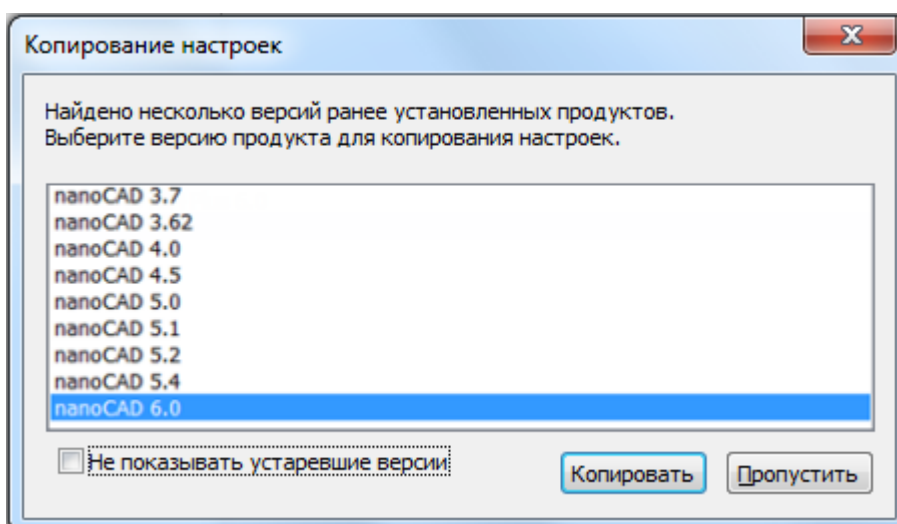 Копирование настроек
Найдено несколько версий ранее установленных продуктов.
Выберите версию продукта для копирования настроек.
nanoCAD 3.7
nanoCAD 3.62
nanoCAD 4.0
nanoCAD 4.5
nanoCAD 5.0
nanoCAD 5.1
nanoCAD 5.2
nanoCAD 5.4
nanoCAD 6.0
Не показывать устаревшие версии
Копировать
Пропустить